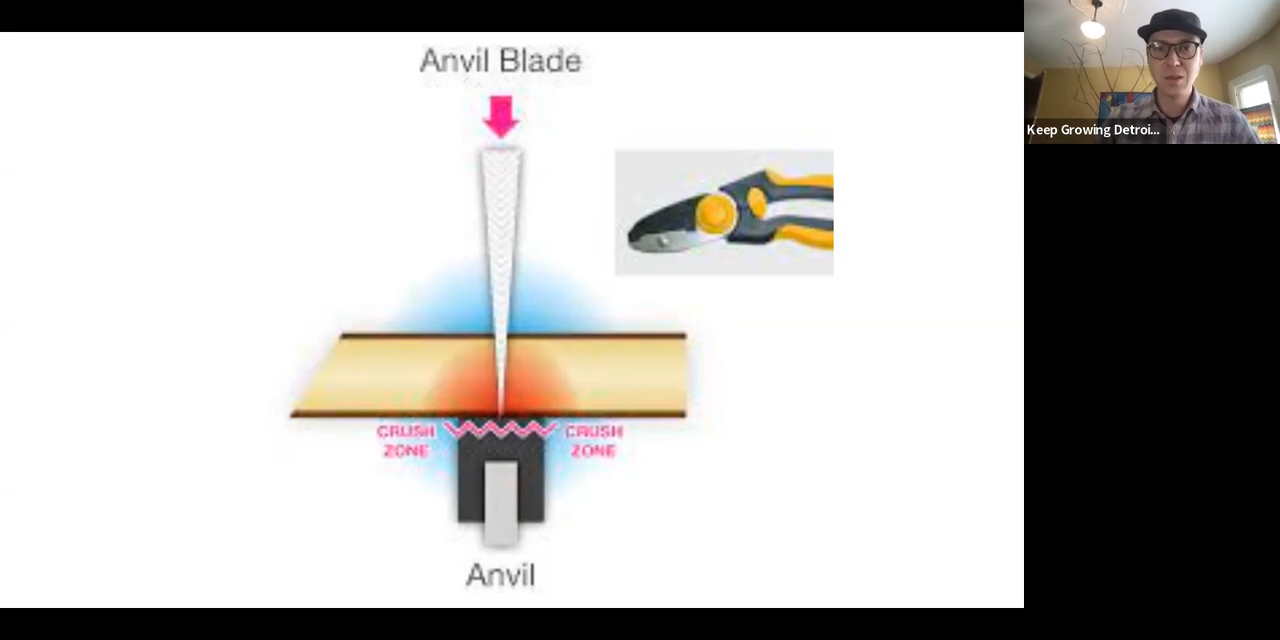 Anvil Blade
Keep Growing Detroi...
CRUSH
ZONE
CRUSH
ZONE
Anvil